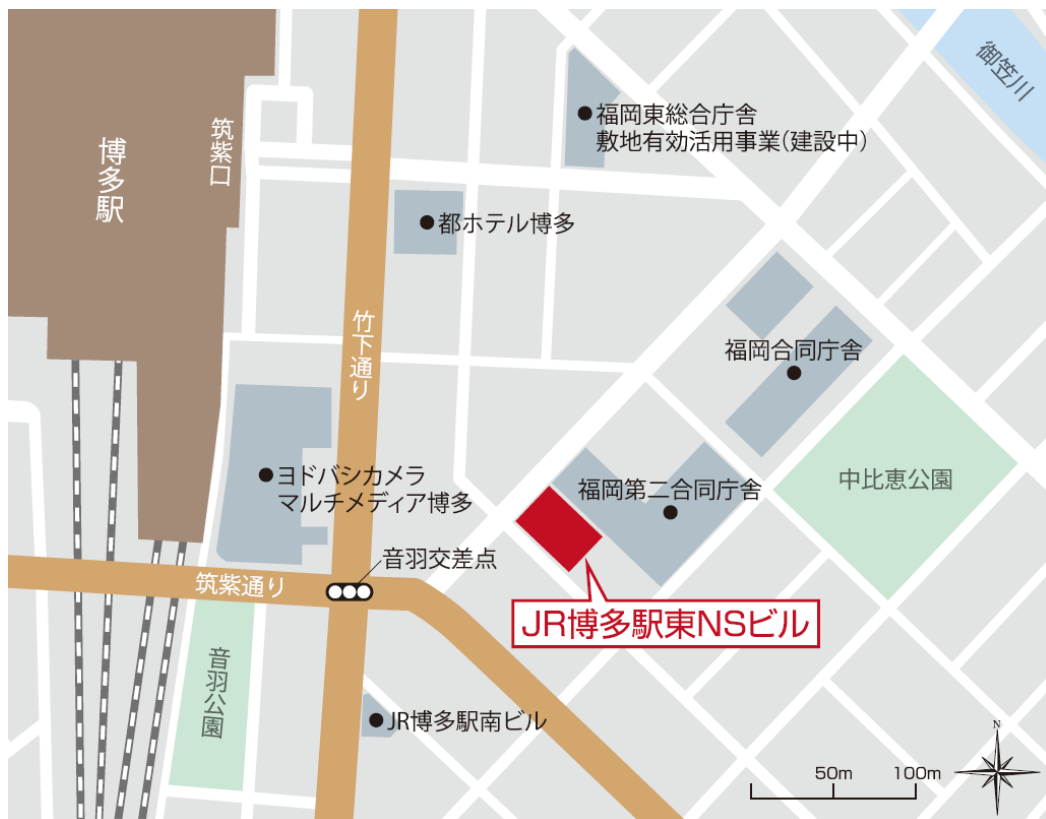 御笠川
福岡東総合庁舎
敷地有効活用事業(建設中)
筑紫口
博多駅
都ホテル博多
竹下通り
福岡合同庁舎
ヨドバシカメラ
マルチメディア博多
福岡第二合同庁舎
中比恵公園
音羽交差点
筑紫通り
JR博多駅東NSビル
音羽公園
JR博多駅南ビル
N
50m
100m